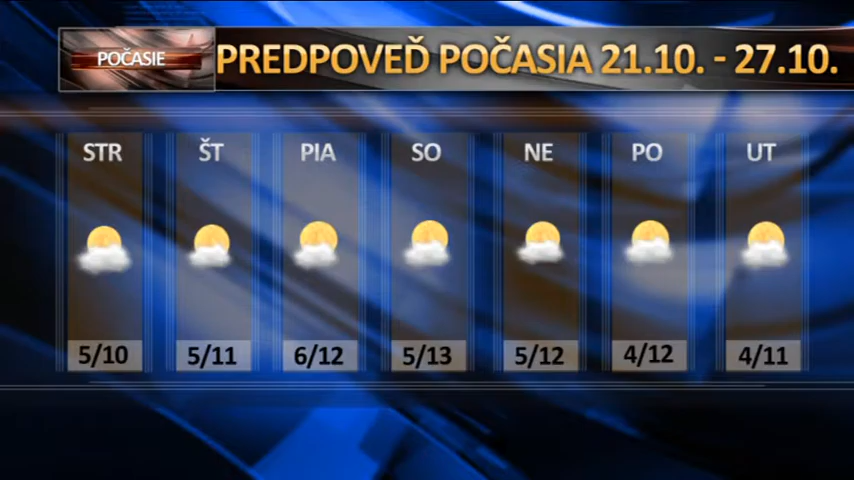 POČASIE
PREDPOVEĎ POČASIA 21.10. - 27.10.
STR ŠT PIA SO NE PO UT
5/10 5/11 6/12 5/13 5/12 4/12 4/11